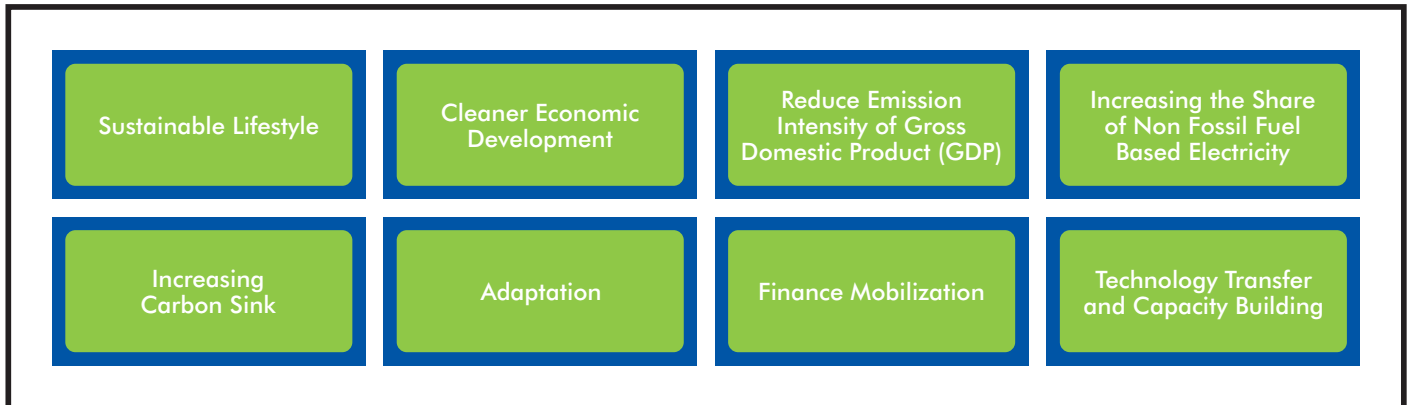 Sustainable Lifestyle
Cleaner Economic
Development
Reduce Emission
Intensity of Gross
Domestic Product (GDP)
Increasing the Share
of Non Fossil Fuel
Based Electricity
Increasing
Carbon Sink
Adaptation
Finance Mobilization
Technology Transfer
and Capacity Building